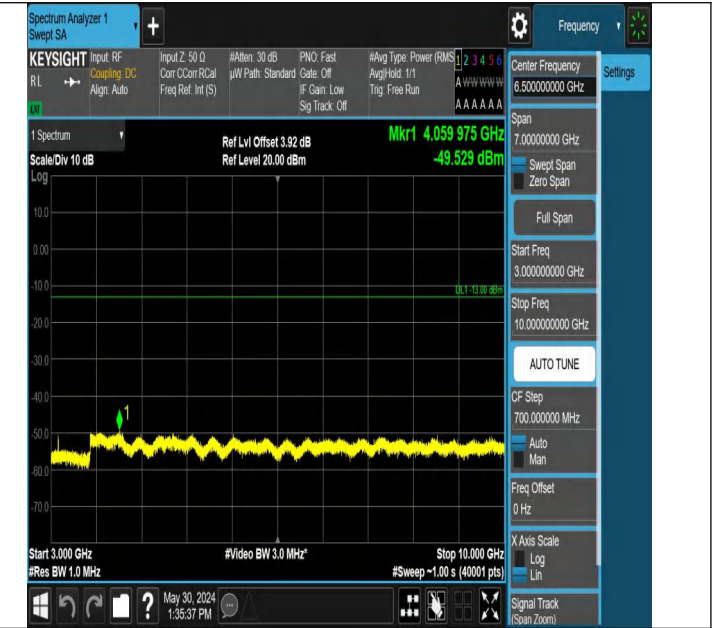 Spectrum Analyzer 1
Swept SA
+
Frequency
KEYSIGHT
RL
LXI
Input: RF
Coupling: DC
Align: Auto
Input Z: 50 Ω
Corr CCorr RCal
Freq Ref: Int (S)
#Atten: 30 dB
µW Path: Standard
PNO: Fast
Gate: Off
IF Gain: Low
Sig Track: Off
#Avg Type: Power (RMS
Avg|Hold: 1/1
Trig: Free Run
1 2 3 4 5 6
A W W W W W
A A A A A A
1 Spectrum
Scale/Div 10 dB
Ref Lvl Offset 3.92 dB
Ref Level 20.00 dBm
Mkr1 4.059 975 GHz
-49.529 dBm
Log
10.0
0.00
-10.0
DL1 -13.00 dBm
-20.0
-30.0
-40.0
1
-50.0
-60.0
-70.0
Start 3.000 GHz
#Res BW 1.0 MHz
#Video BW 3.0 MHz*
Stop 10.000 GHz
#Sweep ~1.00 s (40001 pts)
Center Frequency
6.500000000 GHz
Settings
Span
7.00000000 GHz
Swept Span
Zero Span
Full Span
Start Freq
3.000000000 GHz
Stop Freq
10.000000000 GHz
AUTO TUNE
CF Step
700.000000 MHz
Auto
Man
Freq Offset
0 Hz
X Axis Scale
Log
Lin
Signal Track
(Span Zoom)
?
May 30, 2024
1:35:37 PM